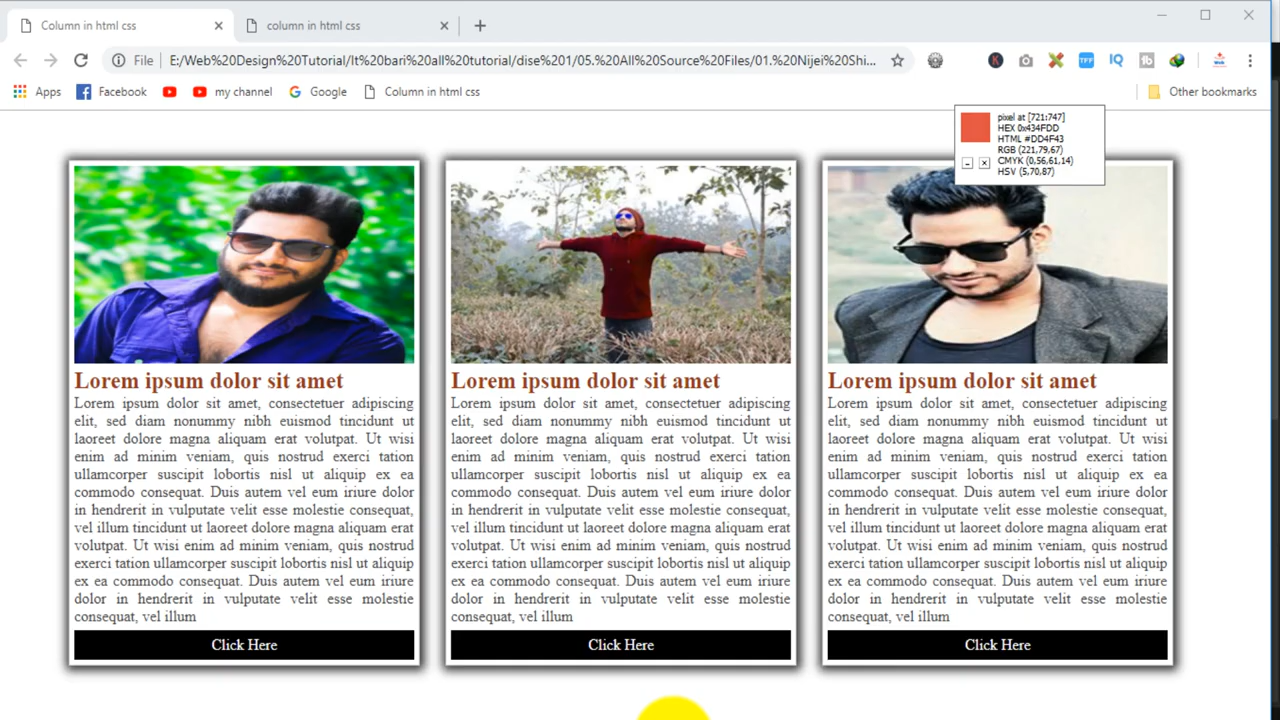 Column in html css
column in html css
File
E:/Web%20Design%20Tutorial/It%20bari%20all%20tutorial/dise%201/05.%20All%20Source%20Files/01.%20Nijei%20Shi...
Apps
Facebook
my channel
Google
Column in html css
Other bookmarks
pixel at [721:747]
HEX 0x434FDD
HTML #DD4F43
RGB (221,79,67)
CMYK (0,56,61,14)
HSV (5,70,87)
Lorem ipsum dolor sit amet
Lorem ipsum dolor sit amet, consectetuer adipiscing
elit, sed diam nonummy nibh euismod tincidunt ut
laoreet dolore magna aliquam erat volutpat. Ut wisi
enim ad minim veniam, quis nostrud exerci tation
ullamcorper suscipit lobortis nisl ut aliquip ex ea
commodo consequat. Duis autem vel eum iriure dolor
in hendrerit in vulputate velit esse molestie consequat,
vel illum tincidunt ut laoreet dolore magna aliquam erat
volutpat. Ut wisi enim ad minim veniam, quis nostrud
exerci tation ullamcorper suscipit lobortis nisl ut aliquip
ex ea commodo consequat. Duis autem vel eum iriure
dolor in hendrerit in vulputate velit esse molestie
consequat, vel illum
Click Here
Lorem ipsum dolor sit amet
Lorem ipsum dolor sit amet, consectetuer adipiscing
elit, sed diam nonummy nibh euismod tincidunt ut
laoreet dolore magna aliquam erat volutpat. Ut wisi
enim ad minim veniam, quis nostrud exerci tation
ullamcorper suscipit lobortis nisl ut aliquip ex ea
commodo consequat. Duis autem vel eum iriure dolor
in hendrerit in vulputate velit esse molestie consequat,
vel illum tincidunt ut laoreet dolore magna aliquam erat
volutpat. Ut wisi enim ad minim veniam, quis nostrud
exerci tation ullamcorper suscipit lobortis nisl ut aliquip
ex ea commodo consequat. Duis autem vel eum iriure
dolor in hendrerit in vulputate velit esse molestie
consequat, vel illum
Click Here
Lorem ipsum dolor sit amet
Lorem ipsum dolor sit amet, consectetuer adipiscing
elit, sed diam nonummy nibh euismod tincidunt ut
laoreet dolore magna aliquam erat volutpat. Ut wisi
enim ad minim veniam, quis nostrud exerci tation
ullamcorper suscipit lobortis nisl ut aliquip ex ea
commodo consequat. Duis autem vel eum iriure dolor
in hendrerit in vulputate velit esse molestie consequat,
vel illum tincidunt ut laoreet dolore magna aliquam erat
volutpat. Ut wisi enim ad minim veniam, quis nostrud
exerci tation ullamcorper suscipit lobortis nisl ut aliquip
ex ea commodo consequat. Duis autem vel eum iriure
dolor in hendrerit in vulputate velit esse molestie
consequat, vel illum
Click Here